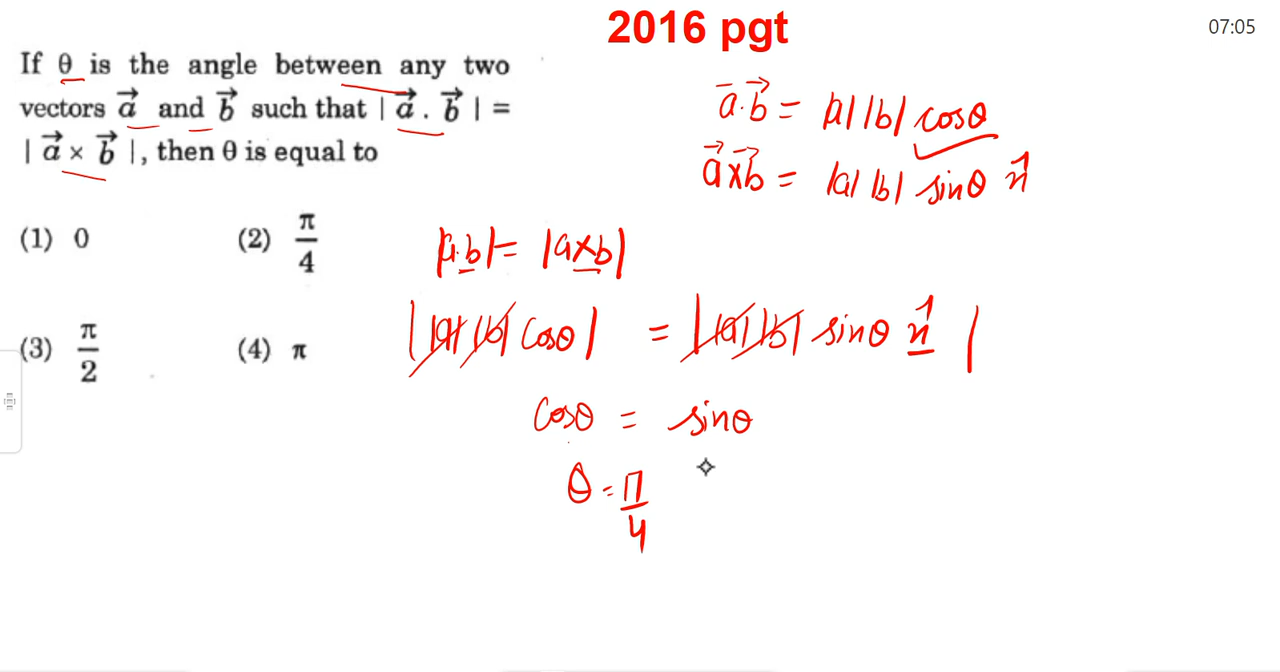 2016 pgt
07:05
If θ is the angle between any two
vectors a⃗ and b⃗ such that | a⃗ . b⃗ | =
| a⃗ × b⃗ |, then θ is equal to
(1) 0
(2) π/4
(3) π/2
(4) π
a⃗.b⃗ = |a| |b| cosθ
a⃗×b⃗ = |a| |b| sinθ n̂
|a.b| = |a×b|
| |a| |b| cosθ | = | |a| |b| sinθ n̂ |
cosθ = sinθ
θ = π/4